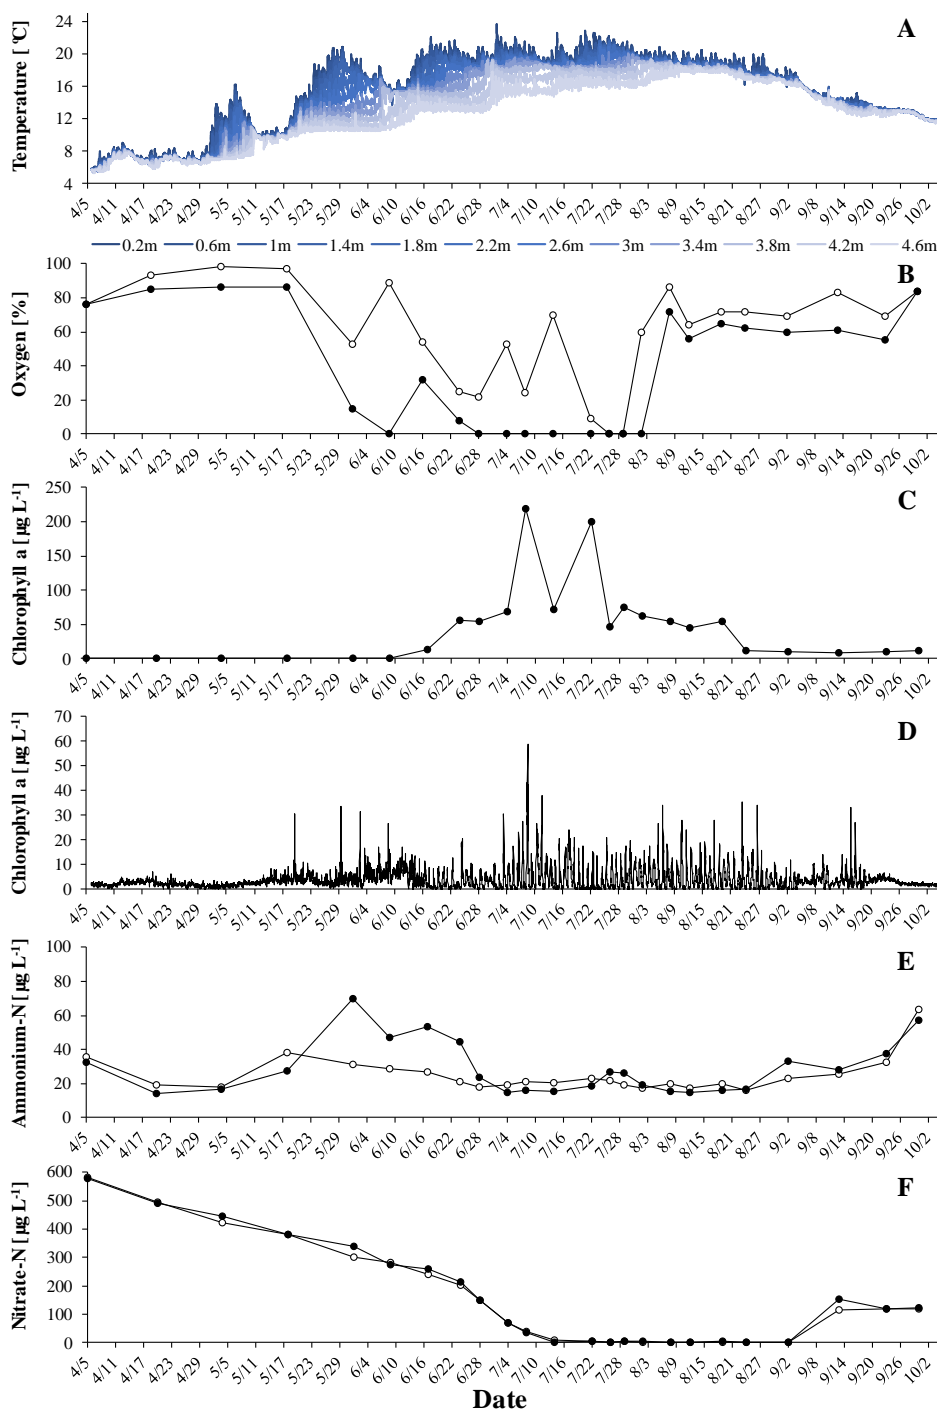 A
Temperature [°C]
24
20
16
12
8
4
4/5 4/11 4/17 4/23 4/29 5/5 5/11 5/17 5/23 5/29 6/4 6/10 6/16 6/22 6/28 7/4 7/10 7/16 7/22 7/28 8/3 8/9 8/15 8/21 8/27 9/2 9/8 9/14 9/20 9/26 10/2
0.2m 0.6m 1m 1.4m 1.8m 2.2m 2.6m 3m 3.4m 3.8m 4.2m 4.6m
B
Oxygen [%]
100
80
60
40
20
0
4/5 4/11 4/17 4/23 4/29 5/5 5/11 5/17 5/23 5/29 6/4 6/10 6/16 6/22 6/28 7/4 7/10 7/16 7/22 7/28 8/3 8/9 8/15 8/21 8/27 9/2 9/8 9/14 9/20 9/26 10/2
C
Chlorophyll a [µg L-1]
250
200
150
100
50
0
4/5 4/11 4/17 4/23 4/29 5/5 5/11 5/17 5/23 5/29 6/4 6/10 6/16 6/22 6/28 7/4 7/10 7/16 7/22 7/28 8/3 8/9 8/15 8/21 8/27 9/2 9/8 9/14 9/20 9/26 10/2
D
Chlorophyll a [µg L-1]
70
60
50
40
30
20
10
0
4/5 4/11 4/17 4/23 4/29 5/5 5/11 5/17 5/23 5/29 6/4 6/10 6/16 6/22 6/28 7/4 7/10 7/16 7/22 7/28 8/3 8/9 8/15 8/21 8/27 9/2 9/8 9/14 9/20 9/26 10/2
E
Ammonium-N [µg L-1]
100
80
60
40
20
0
4/5 4/11 4/17 4/23 4/29 5/5 5/11 5/17 5/23 5/29 6/4 6/10 6/16 6/22 6/28 7/4 7/10 7/16 7/22 7/28 8/3 8/9 8/15 8/21 8/27 9/2 9/8 9/14 9/20 9/26 10/2
F
Nitrate-N [µg L-1]
600
500
400
300
200
100
0
4/5 4/11 4/17 4/23 4/29 5/5 5/11 5/17 5/23 5/29 6/4 6/10 6/16 6/22 6/28 7/4 7/10 7/16 7/22 7/28 8/3 8/9 8/15 8/21 8/27 9/2 9/8 9/14 9/20 9/26 10/2
Date